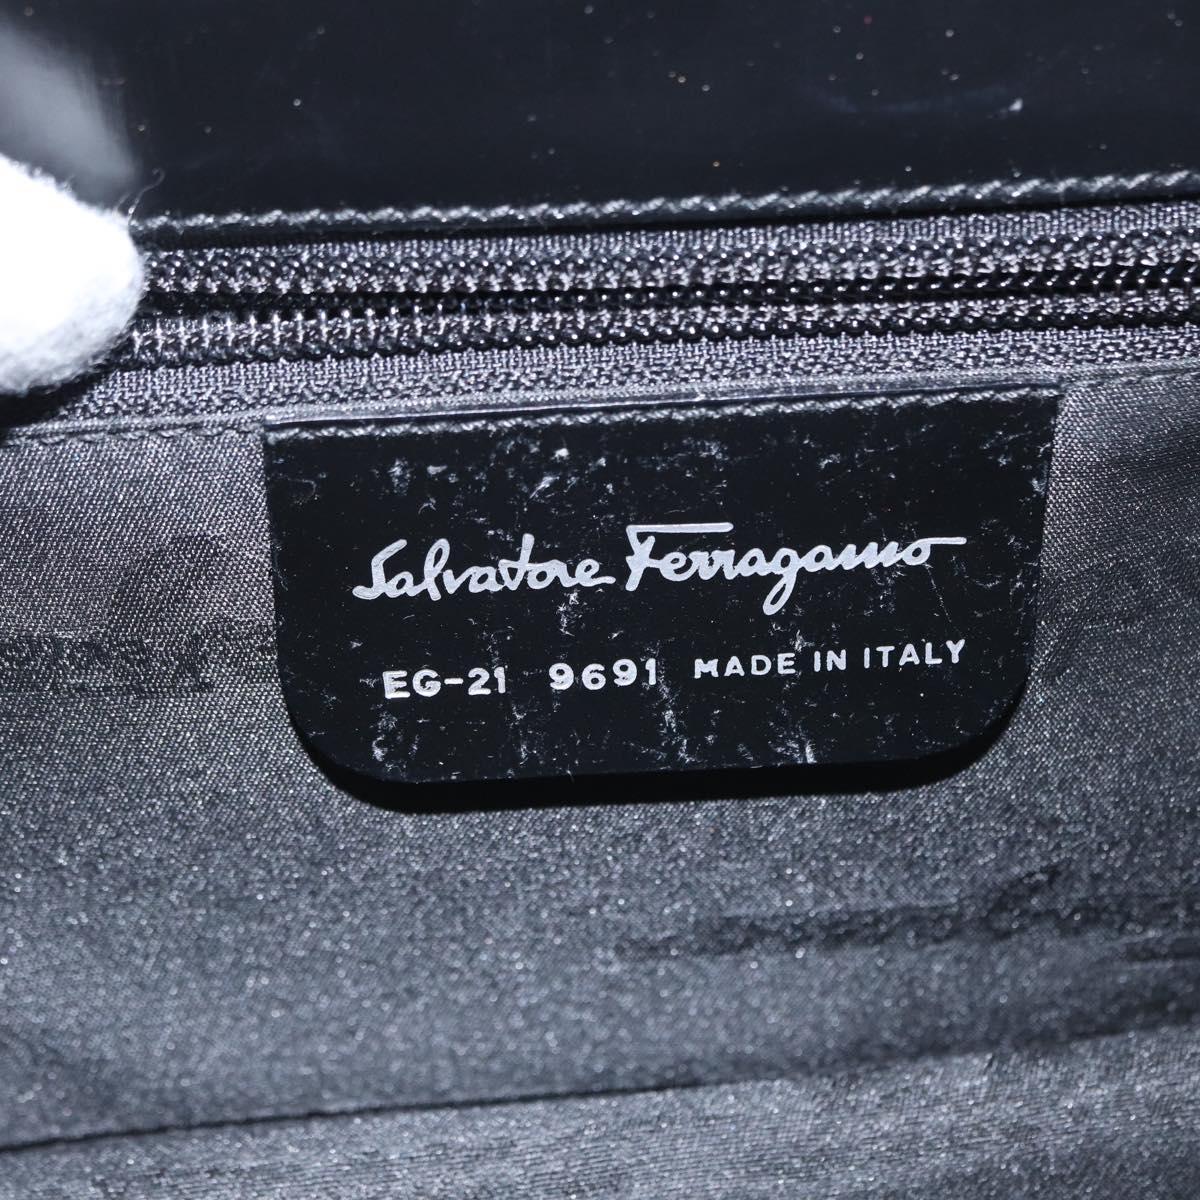 Salvatore Ferragamo
EG-21 9691 MADE IN ITALY